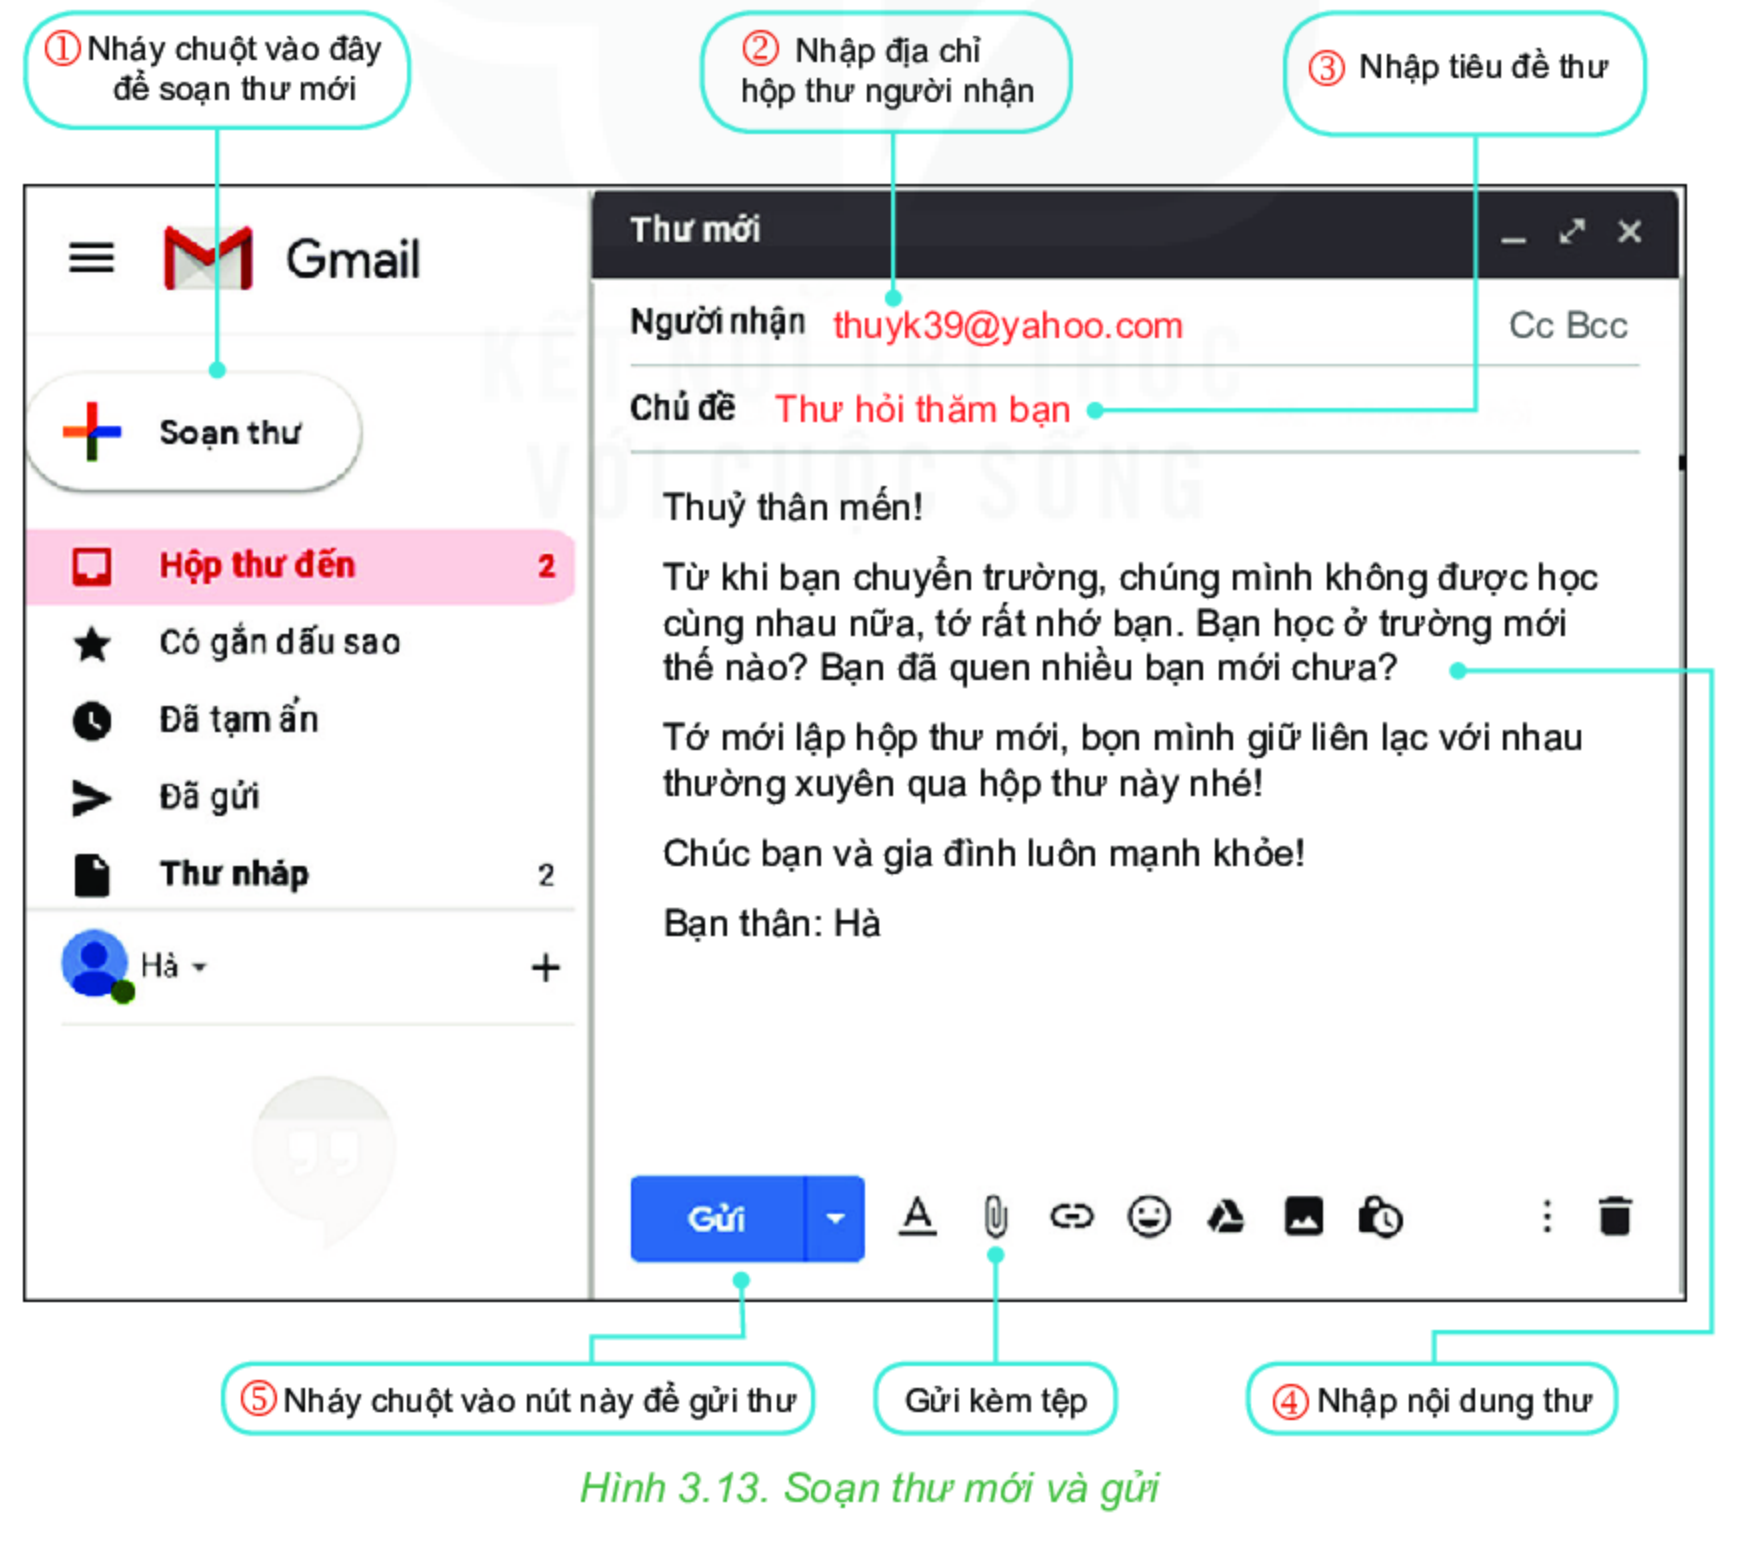 ① Nháy chuột vào đây
để soạn thư mới
② Nhập địa chỉ
hộp thư người nhận
③ Nhập tiêu đề thư
Gmail
Thư mới
Người nhận thuyk39@yahoo.com Cc Bcc
Chủ đề Thư hỏi thăm bạn
KẾT NỐI TRI THỨC
VỚI CUỘC SỐNG
Soạn thư
Hộp thư đến 2
Có gắn dấu sao
Đã tạm ẩn
Đã gửi
Thư nháp 2
Hà
Thuỷ thân mến!
Từ khi bạn chuyển trường, chúng mình không được học
cùng nhau nữa, tớ rất nhớ bạn. Bạn học ở trường mới
thế nào? Bạn đã quen nhiều bạn mới chưa?
Tớ mới lập hộp thư mới, bọn mình giữ liên lạc với nhau
thường xuyên qua hộp thư này nhé!
Chúc bạn và gia đình luôn mạnh khỏe!
Bạn thân: Hà
Gửi
⑤ Nháy chuột vào nút này để gửi thư
Gửi kèm tệp
④ Nhập nội dung thư
Hình 3.13. Soạn thư mới và gửi